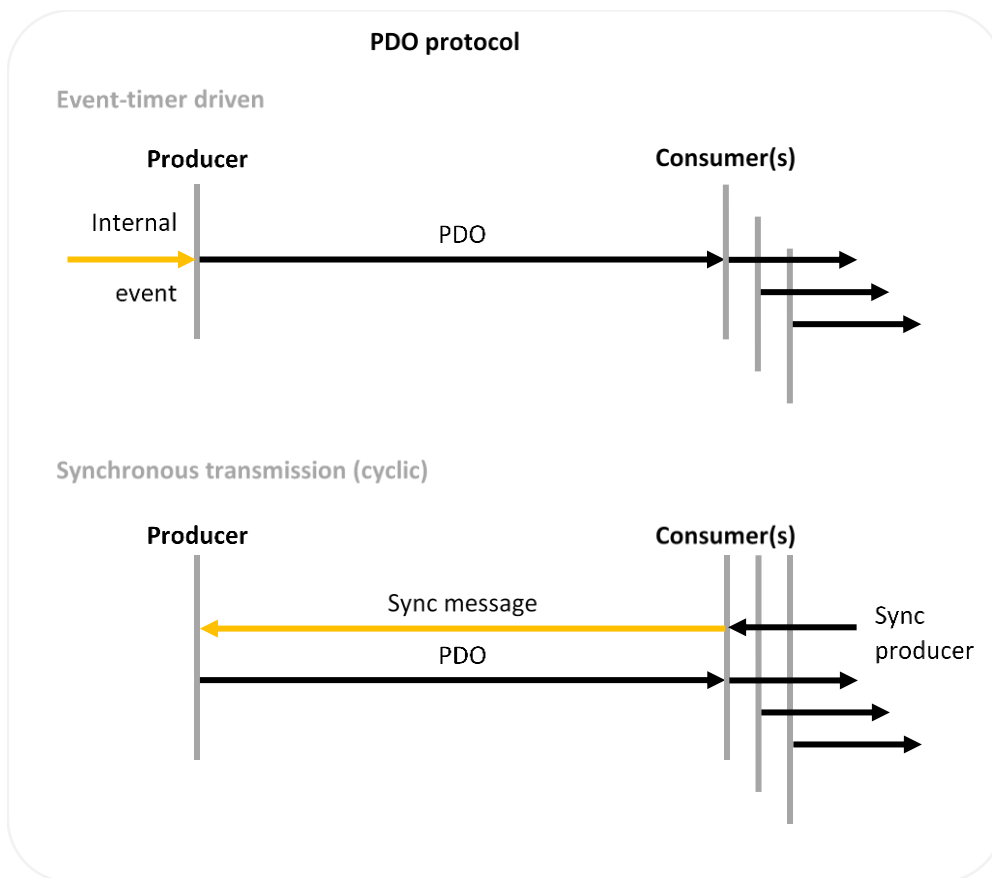 PDO protocol
Event-timer driven
Producer
Consumer(s)
Internal
PDO
event
Synchronous transmission (cyclic)
Producer
Consumer(s)
Sync message
Sync
producer
PDO